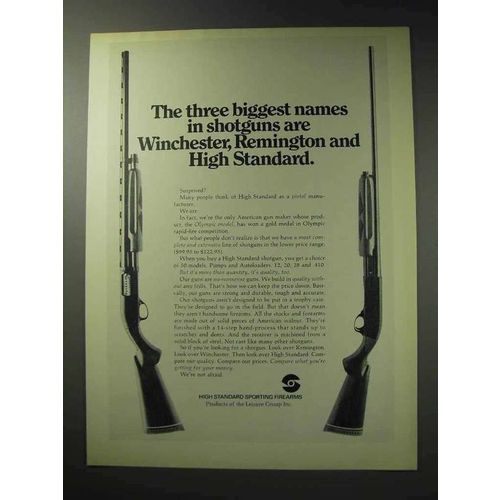 The three biggest names
in shotguns are
Winchester, Remington and
High Standard.
Surprised?
Many people think of High Standard as a pistol manu-
facturer.
We are.
In fact, we're the only American gun maker whose prod-
uct, the Olympic model, has won a gold medal in Olympic
rapid-fire competition.
But what people don't realize is that we have a most com-
plete and extensive line of shotguns in the lower price range.
($99.95 to $122.95)
When you buy a High Standard shotgun, you get a choice
of 30 models. Pumps and Autoloaders. 12, 20, 28 and .410.
But it's more than quantity, it's quality, too.
Our guns are no-nonsense guns. We build in quality with-
out any frills. That's how we can keep the price down. Basi-
cally, our guns are strong and durable, tough and accurate.
Our shotguns aren't designed to be put in a trophy case.
They're designed to go in the field. But that doesn't mean
they aren't handsome firearms. All the stocks and forearms
are made out of solid pieces of American walnut. They're
finished with a 14-step hand-process that stands up to
scratches and dents. And the receiver is machined from a
solid block of steel. Not cast like many other shotguns.
So if you're looking for a shotgun. Look over Remington.
Look over Winchester. Then look over High Standard. Com-
pare our quality. Compare our prices. Compare what you're
getting for your money.
We're not afraid.
HIGH STANDARD SPORTING FIREARMS
Products of the Leisure Group Inc.